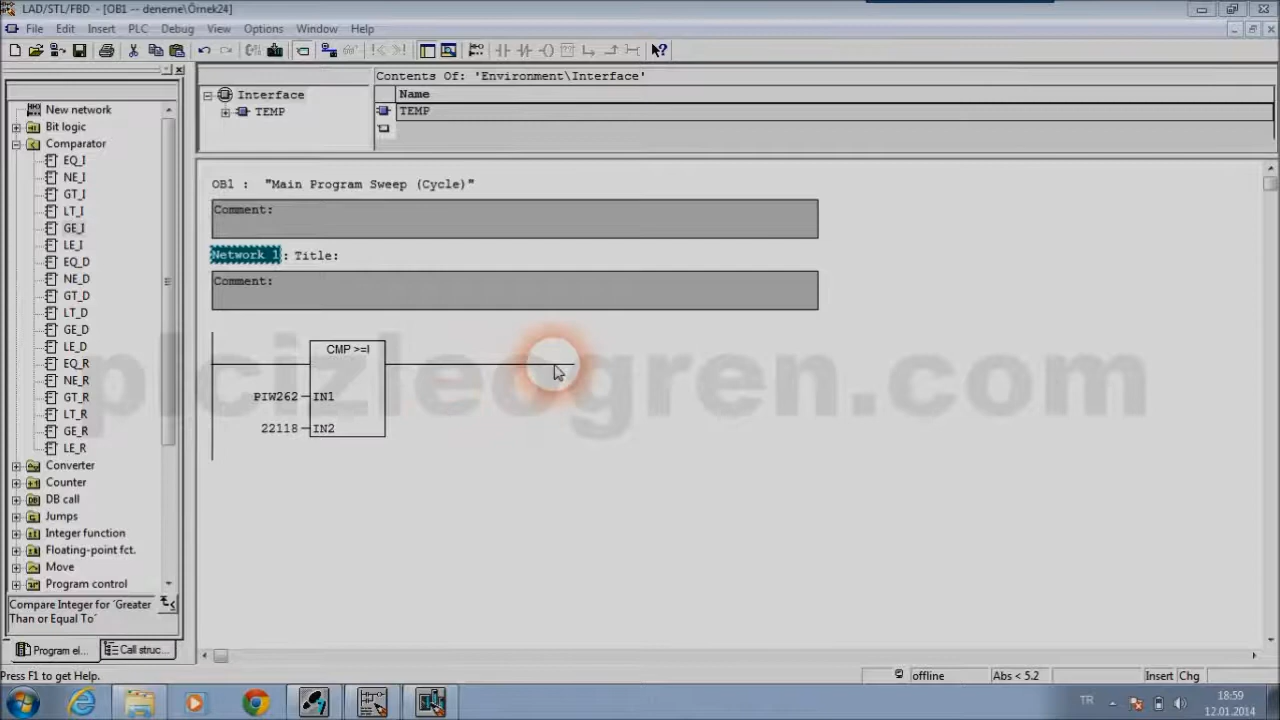 LAD/STL/FBD - [OB1 -- deneme\Örnek24]
File Edit Insert PLC Debug View Options Window Help
New network
Bit logic
Comparator
EQ_I
NE_I
GT_I
LT_I
GE_I
LE_I
EQ_D
NE_D
GT_D
LT_D
GE_D
LE_D
EQ_R
NE_R
GT_R
LT_R
GE_R
LE_R
Converter
Counter
DB call
Jumps
Integer function
Floating-point fct.
Move
Program control
Compare Integer for 'Greater
Than or Equal To'
Program el...
Call struc...
Interface
TEMP
Contents Of: 'Environment\Interface'
Name
TEMP
OB1 : "Main Program Sweep (Cycle)"
Comment:
Network 1: Title:
Comment:
CMP >=I
PIW262 IN1
22118 IN2
plcizleogren.com
Press F1 to get Help.
offline
Abs < 5.2
Insert Chg
TR
18:59
12.01.2014